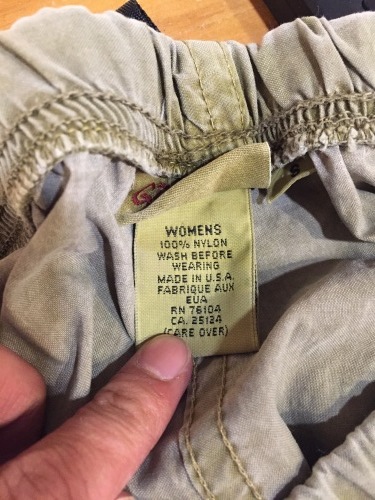 WOMENS
100% NYLON
WASH BEFORE
WEARING
MADE IN U.S.A.
FABRIQUE AUX
EUA
RN 76104
CA. 25124
(CARE OVER)